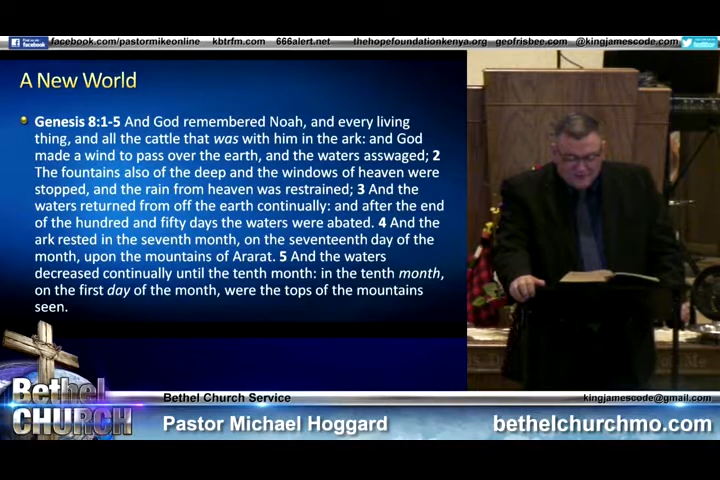 facebook.com/pastormikeonline kbtrfm.com 666alert.net thehopefoundationkenya.org geofrisbee.com @kingjamescode.com
A New World
Genesis 8:1-5 And God remembered Noah, and every living
thing, and all the cattle that was with him in the ark: and God
made a wind to pass over the earth, and the waters asswaged; 2
The fountains also of the deep and the windows of heaven were
stopped, and the rain from heaven was restrained; 3 And the
waters returned from off the earth continually: and after the end
of the hundred and fifty days the waters were abated. 4 And the
ark rested in the seventh month, on the seventeenth day of the
month, upon the mountains of Ararat. 5 And the waters
decreased continually until the tenth month: in the tenth month,
on the first day of the month, were the tops of the mountains
seen.
Bethel
CHURCH
Bethel Church Service
kingjamescode@gmail.com
Pastor Michael Hoggard
bethelchurchmo.com